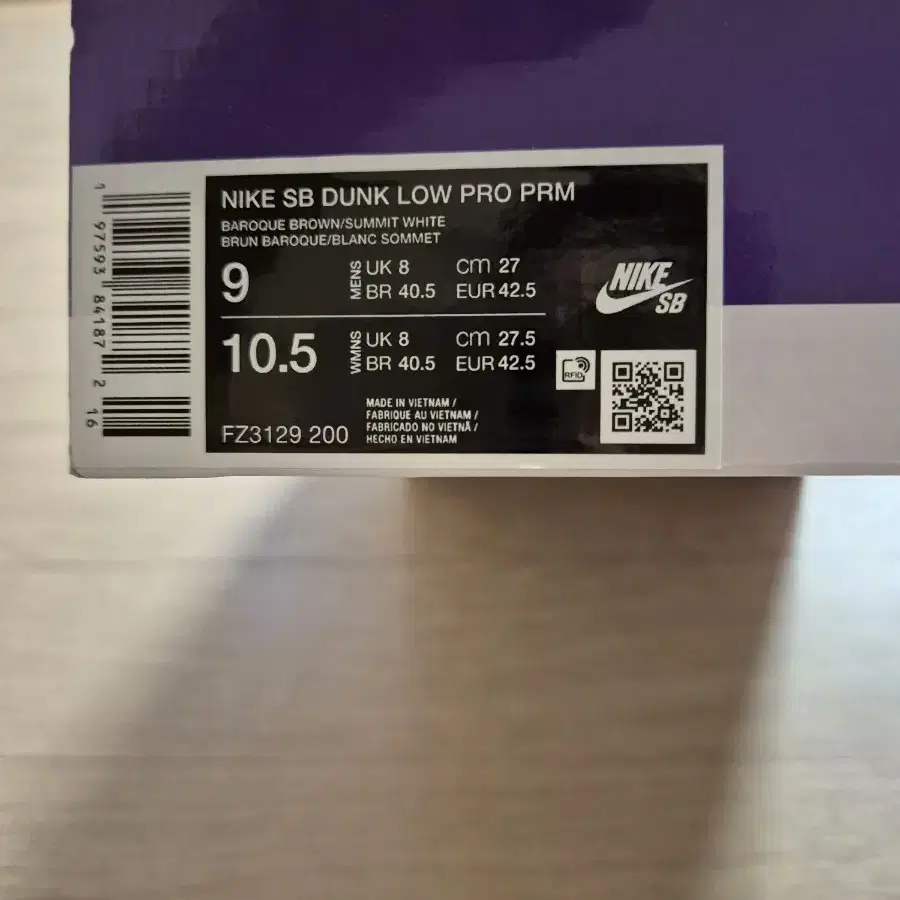 NIKE SB DUNK LOW PRO PRM
BAROQUE BROWN/SUMMIT WHITE
BRUN BAROQUE/BLANC SOMMET
9
MENS
UK 8 cm 27
BR 40.5 EUR 42.5
10.5
WMNS
UK 8 cm 27.5
BR 40.5 EUR 42.5
FZ3129 200
MADE IN VIETNAM /
FABRIQUE AU VIETNAM /
FABRICADO NO VIETNÃ /
HECHO EN VIETNAM
NIKE
SB
RFID
1 97593 84187 2 16